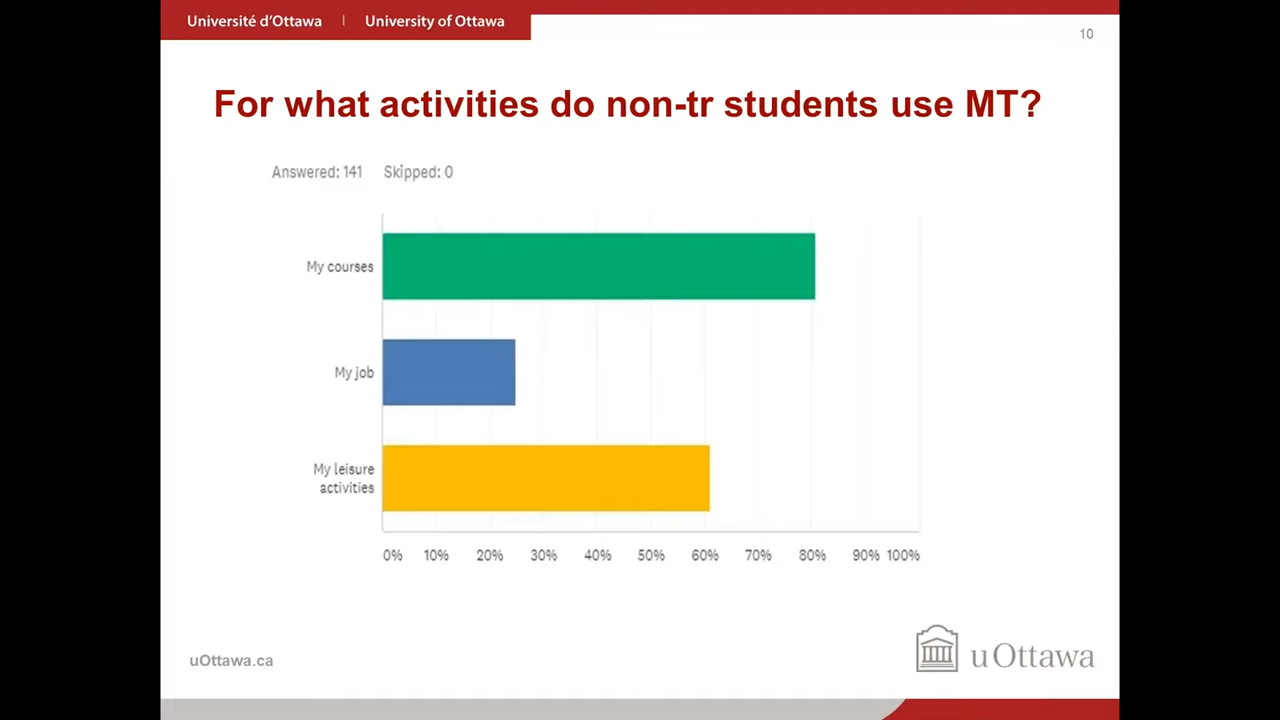 Université d'Ottawa | University of Ottawa
10
For what activities do non-tr students use MT?
Answered: 141 Skipped: 0
My courses
My job
My leisure
activities
0% 10% 20% 30% 40% 50% 60% 70% 80% 90% 100%
uOttawa.ca
uOttawa